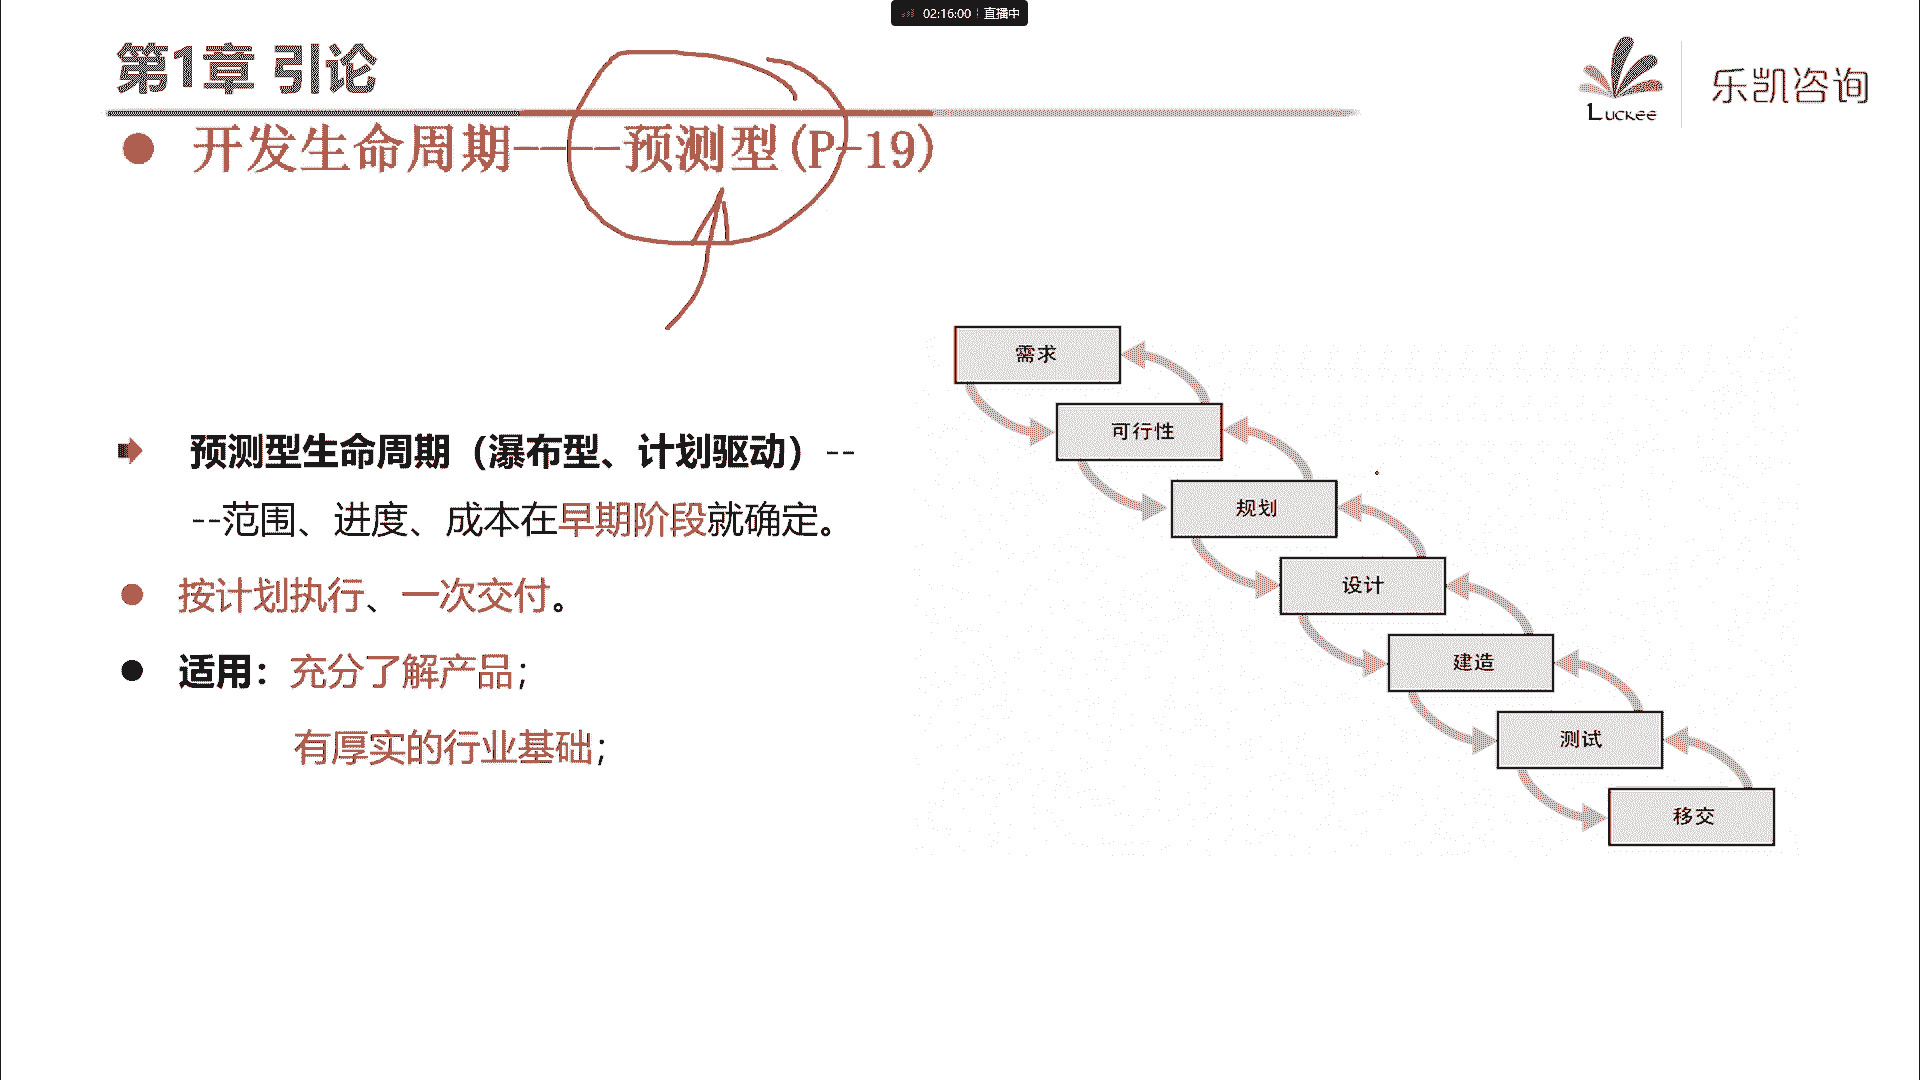 02:16:00 直播中
第1章 引论
Luckee 乐凯咨询
开发生命周期----预测型(P-19)
预测型生命周期（瀑布型、计划驱动）--
--范围、进度、成本在早期阶段就确定。
按计划执行、一次交付。
适用：充分了解产品；
有厚实的行业基础；
需求
可行性
规划
设计
建造
测试
移交